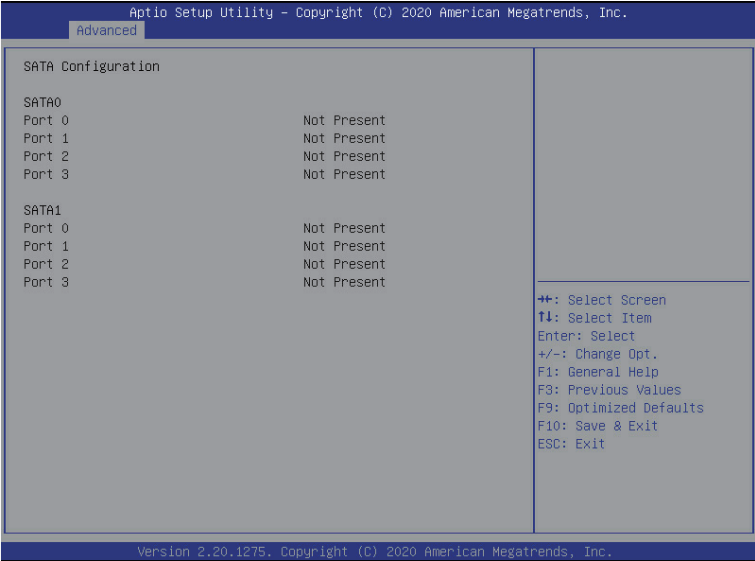 Aptio Setup Utility – Copyright (C) 2020 American Megatrends, Inc.
Advanced
SATA Configuration
SATA0
Port 0 Not Present
Port 1 Not Present
Port 2 Not Present
Port 3 Not Present
SATA1
Port 0 Not Present
Port 1 Not Present
Port 2 Not Present
Port 3 Not Present
→←: Select Screen
↑↓: Select Item
Enter: Select
+/-: Change Opt.
F1: General Help
F3: Previous Values
F9: Optimized Defaults
F10: Save & Exit
ESC: Exit
Version 2.20.1275. Copyright (C) 2020 American Megatrends, Inc.